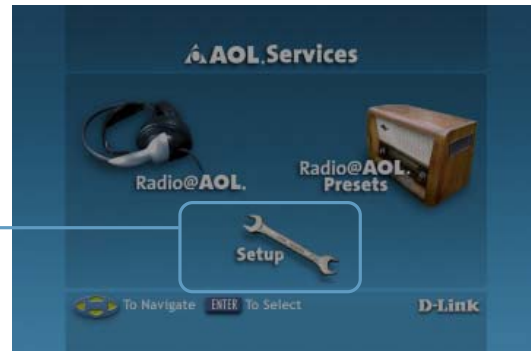 AOL Services
Radio@AOL.
Radio@AOL.
Presets
Setup
To Navigate ENTER To Select
D-Link